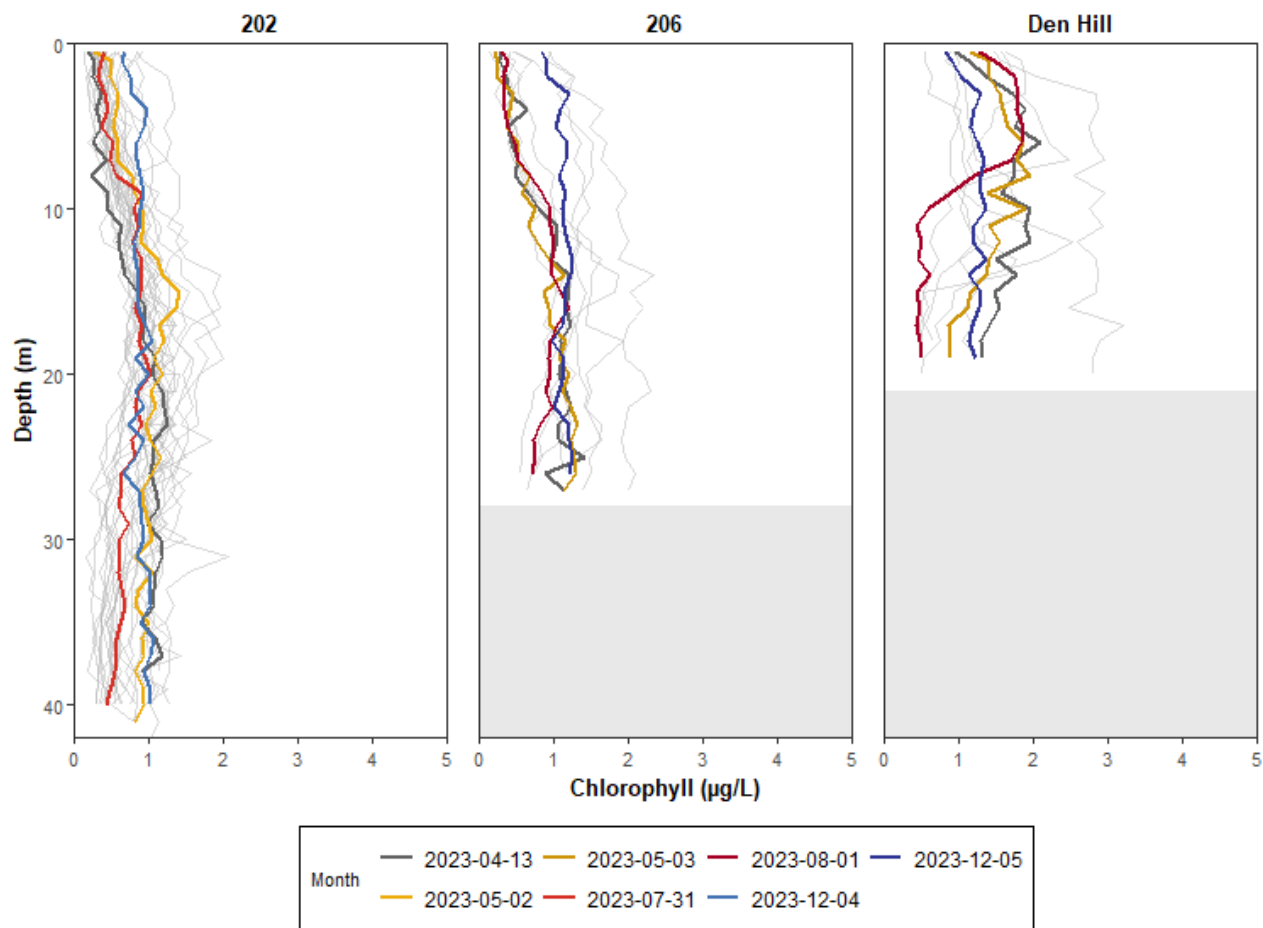 202 206 Den Hill
0
10
20
30
40
Depth (m)
0 1 2 3 4 5 0 1 2 3 4 5 0 1 2 3 4 5
Chlorophyll (µg/L)
Month
2023-04-13 2023-05-03 2023-08-01 2023-12-05
2023-05-02 2023-07-31 2023-12-04